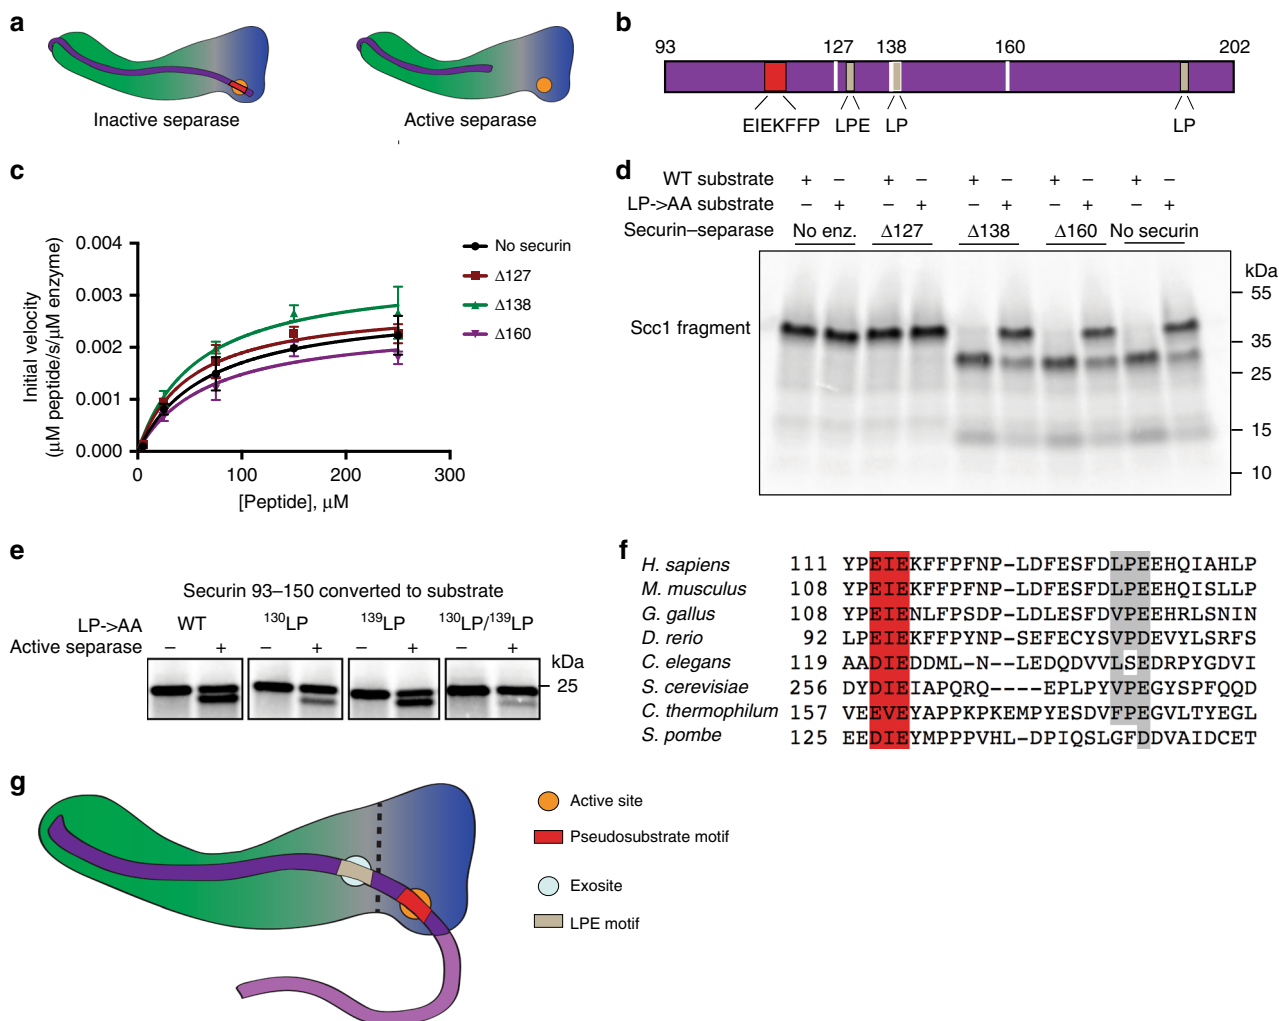 a
Inactive separase
Active separase
b
93 127 138 160 202
EIEKFFP LPE LP LP
c
Initial velocity
(μM peptide/s/μM enzyme)
0.004
0.003
0.002
0.001
0.000
0 100 200 300
[Peptide], μM
No securin
Δ127
Δ138
Δ160
d
WT substrate + – + – + – + – + –
LP->AA substrate – + – + – + – + – +
Securin–separase No enz. Δ127 Δ138 Δ160 No securin
Scc1 fragment
kDa
55
35
25
15
10
e
Securin 93–150 converted to substrate
LP->AA WT ¹³⁰LP ¹³⁹LP ¹³⁰LP/¹³⁹LP
Active separase – + – + – + – +
kDa
25
f
H. sapiens 111 YPEIEKFFPFNP–LDFESFDLPEEHQIAHLP
M. musculus 108 YPEIEKFFPFNP–LDFESFDLPEEHQISLLP
G. gallus 108 YPEIENLFPSDP–LDLESFDVPEEHRLSNIN
D. rerio 92 LPEIEKFFPYNP–SEFECYSVPDEVYLSRFS
C. elegans 119 AADIEDDML–N––LEDQDVVLSEDRPYGDVI
S. cerevisiae 256 DYDIEIAPQRQ––––EPLPYVPEGYSPFQQD
C. thermophilum 157 VEEVEYAPPKPKEMPYESDVFPEGVLTYEGL
S. pombe 125 EEDIEYMPPPVHL–DPIQSLGFDDVAIDCET
g
Active site
Pseudosubstrate motif
Exosite
LPE motif